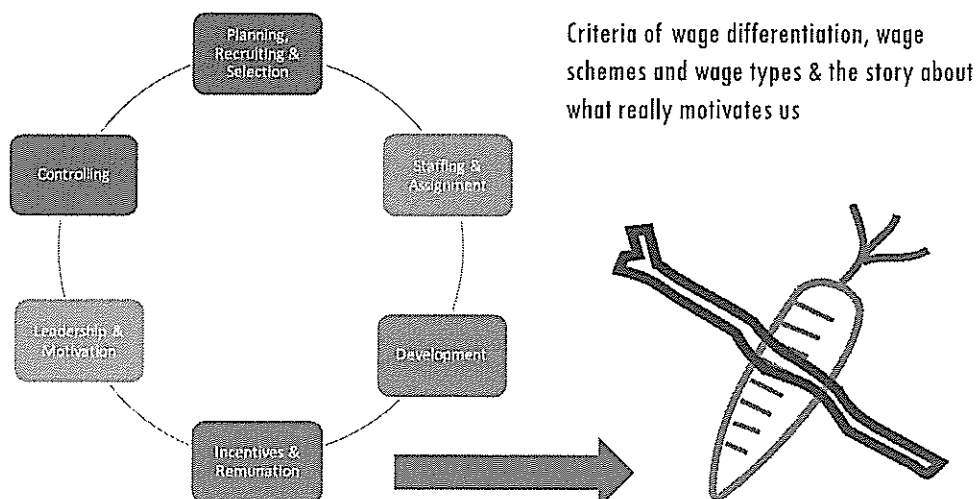 Planning,
Recruiting &
Selection
Criteria of wage differentiation, wage
schemes and wage types & the story about
what really motivates us
Staffing &
Assignment
Controlling
Leadership &
Motivation
Development
Incentives &
Remunation